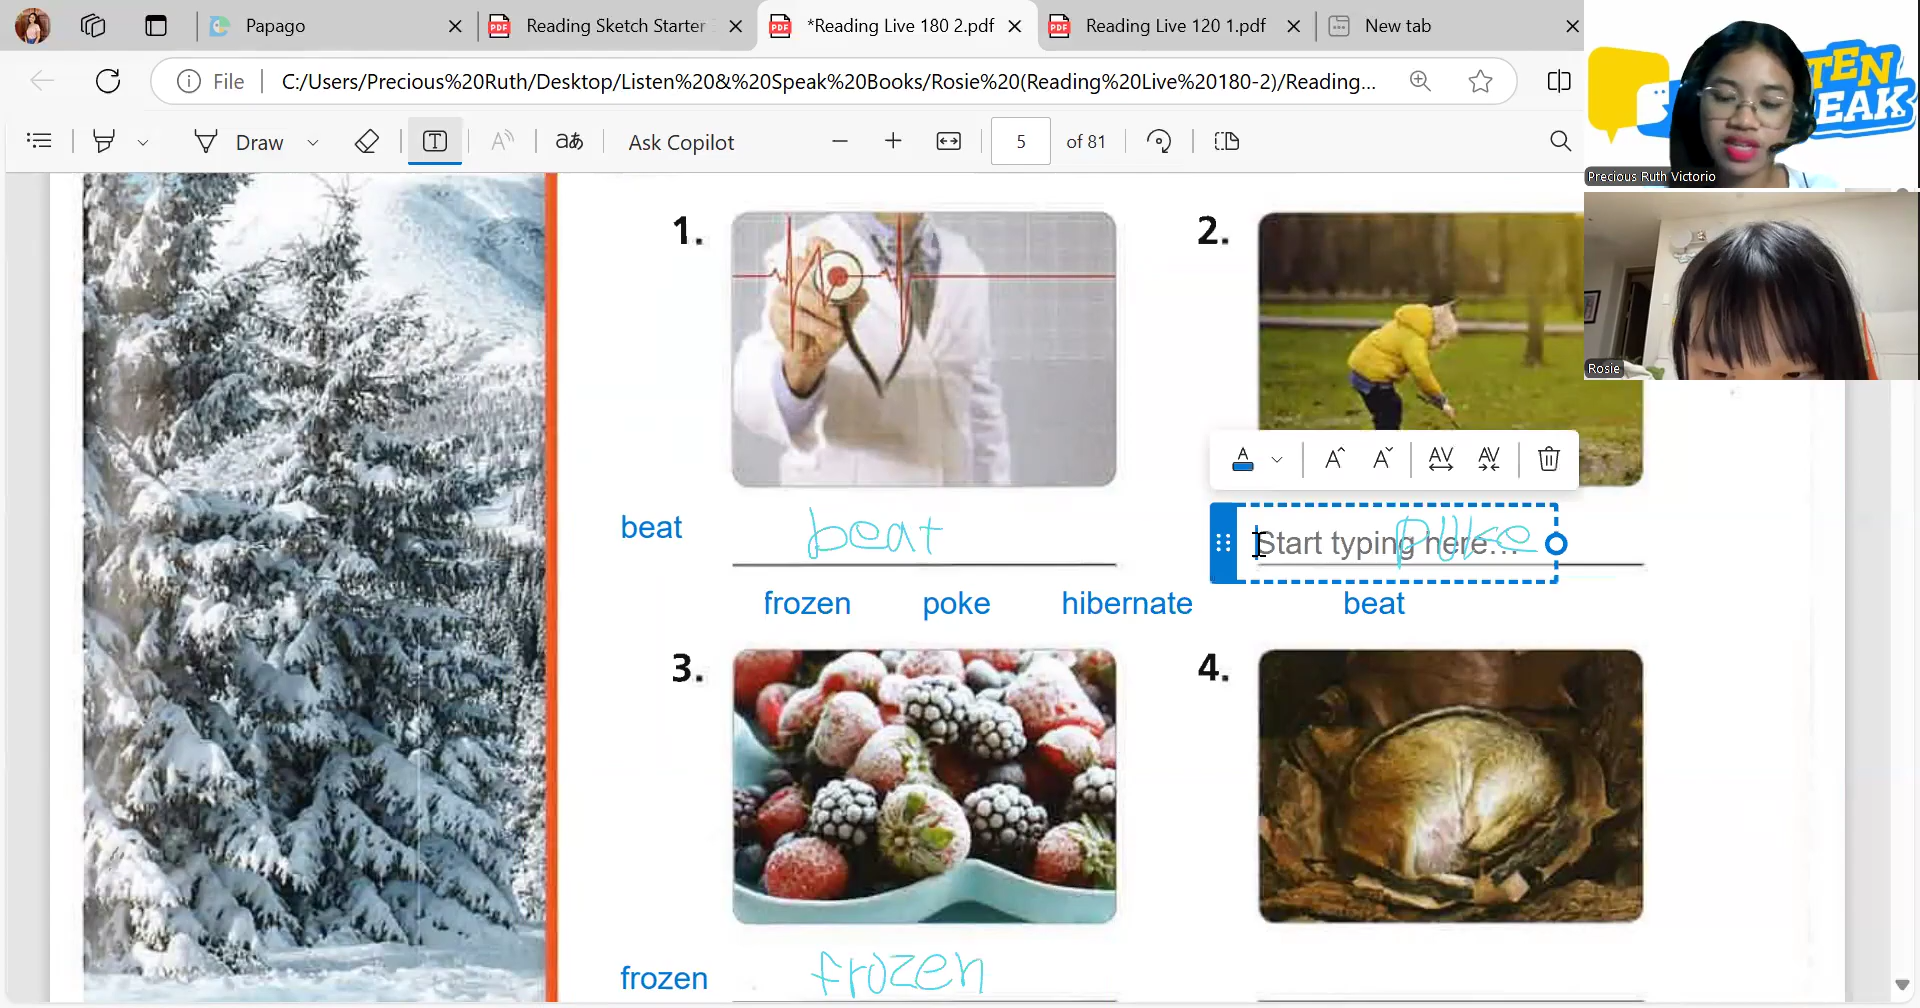 Papago
Reading Sketch Starter
*Reading Live 180 2.pdf
Reading Live 120 1.pdf
New tab
File
C:/Users/Precious%20Ruth/Desktop/Listen%20&%20Speak%20Books/Rosie%20(Reading%20Live%20180-2)/Reading...
Draw
aあ
Ask Copilot
5 of 81
TEN
EAK
Precious Ruth Victorio
Rosie
1.
2.
beat
beat
Start typing here...
poke
frozen poke hibernate beat
3.
4.
frozen
frozen